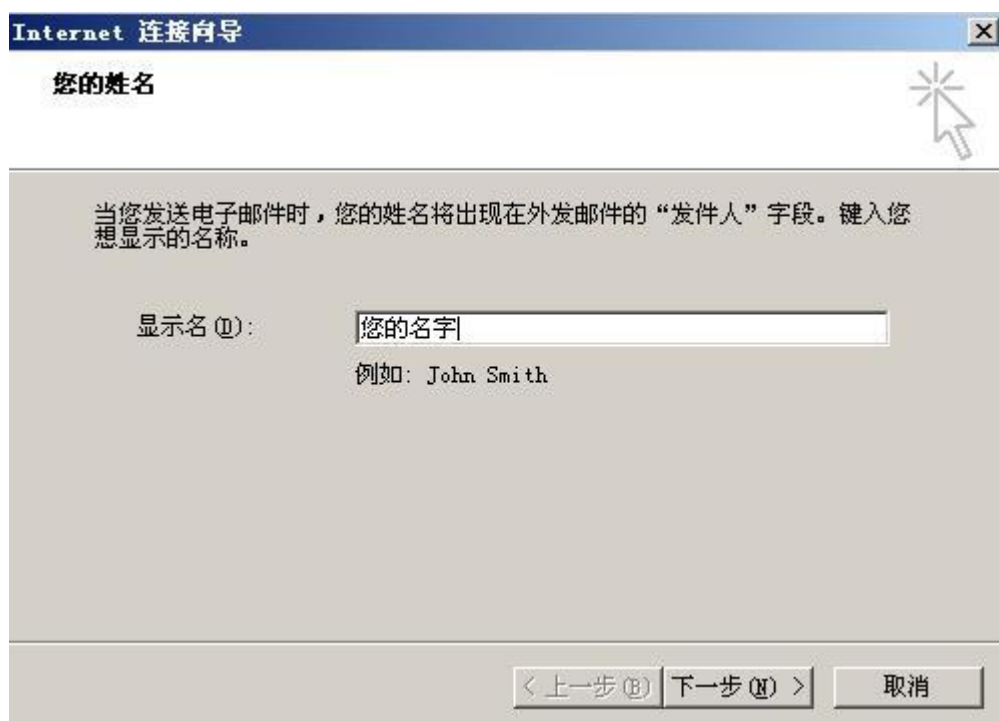 Internet 连接向导
您的姓名
当您发送电子邮件时，您的姓名将出现在外发邮件的“发件人”字段。键入您
想显示的名称。
显示名(D):
您的名字
例如: John Smith
< 上一步(B)
下一步(N) >
取消